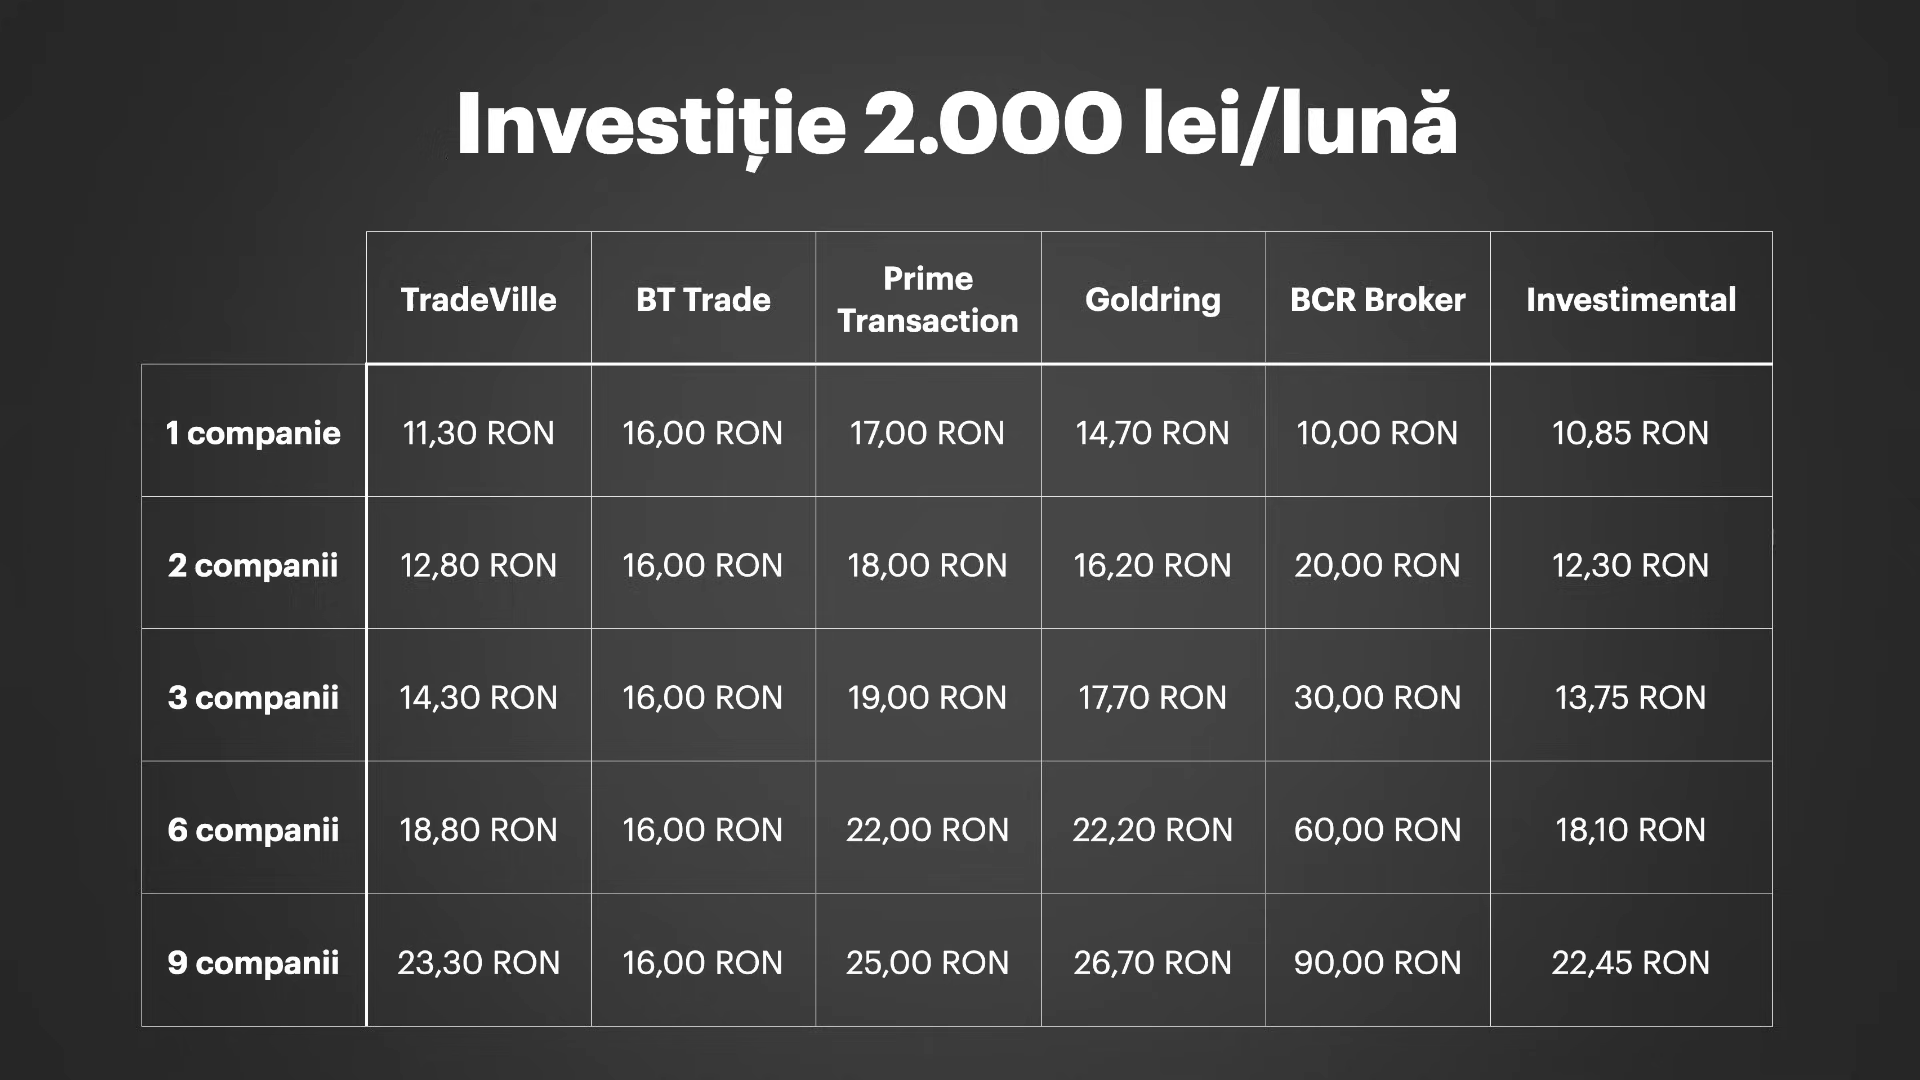 Investiție 2.000 lei/lună
TradeVille BT Trade Prime Transaction Goldring BCR Broker Investimental
1 companie 11,30 RON 16,00 RON 17,00 RON 14,70 RON 10,00 RON 10,85 RON
2 companii 12,80 RON 16,00 RON 18,00 RON 16,20 RON 20,00 RON 12,30 RON
3 companii 14,30 RON 16,00 RON 19,00 RON 17,70 RON 30,00 RON 13,75 RON
6 companii 18,80 RON 16,00 RON 22,00 RON 22,20 RON 60,00 RON 18,10 RON
9 companii 23,30 RON 16,00 RON 25,00 RON 26,70 RON 90,00 RON 22,45 RON